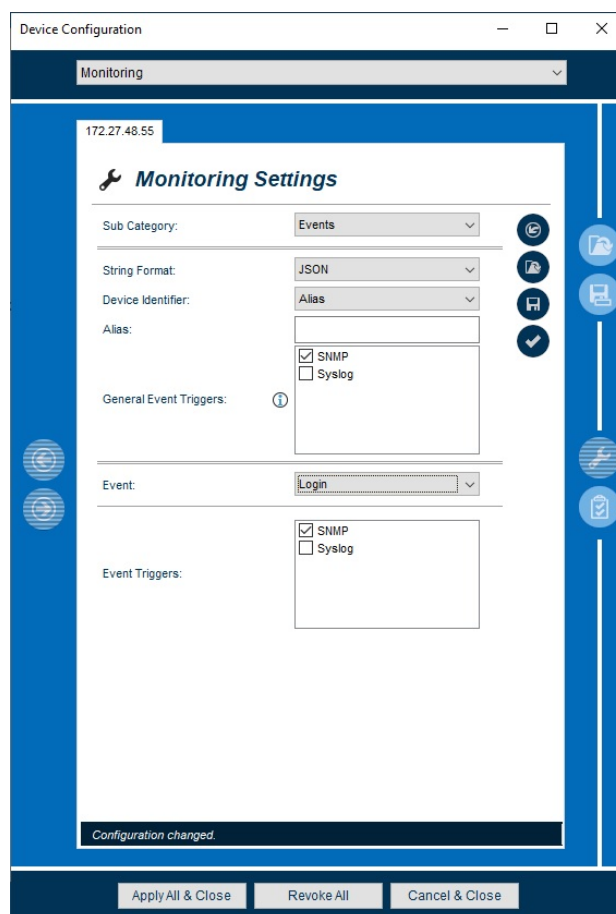 Device Configuration
Monitoring
172.27.48.55
Monitoring Settings
Sub Category: Events
String Format: JSON
Device Identifier: Alias
Alias:
SNMP
Syslog
General Event Triggers:
Event: Login
SNMP
Syslog
Event Triggers:
Configuration changed.
Apply All & Close Revoke All Cancel & Close